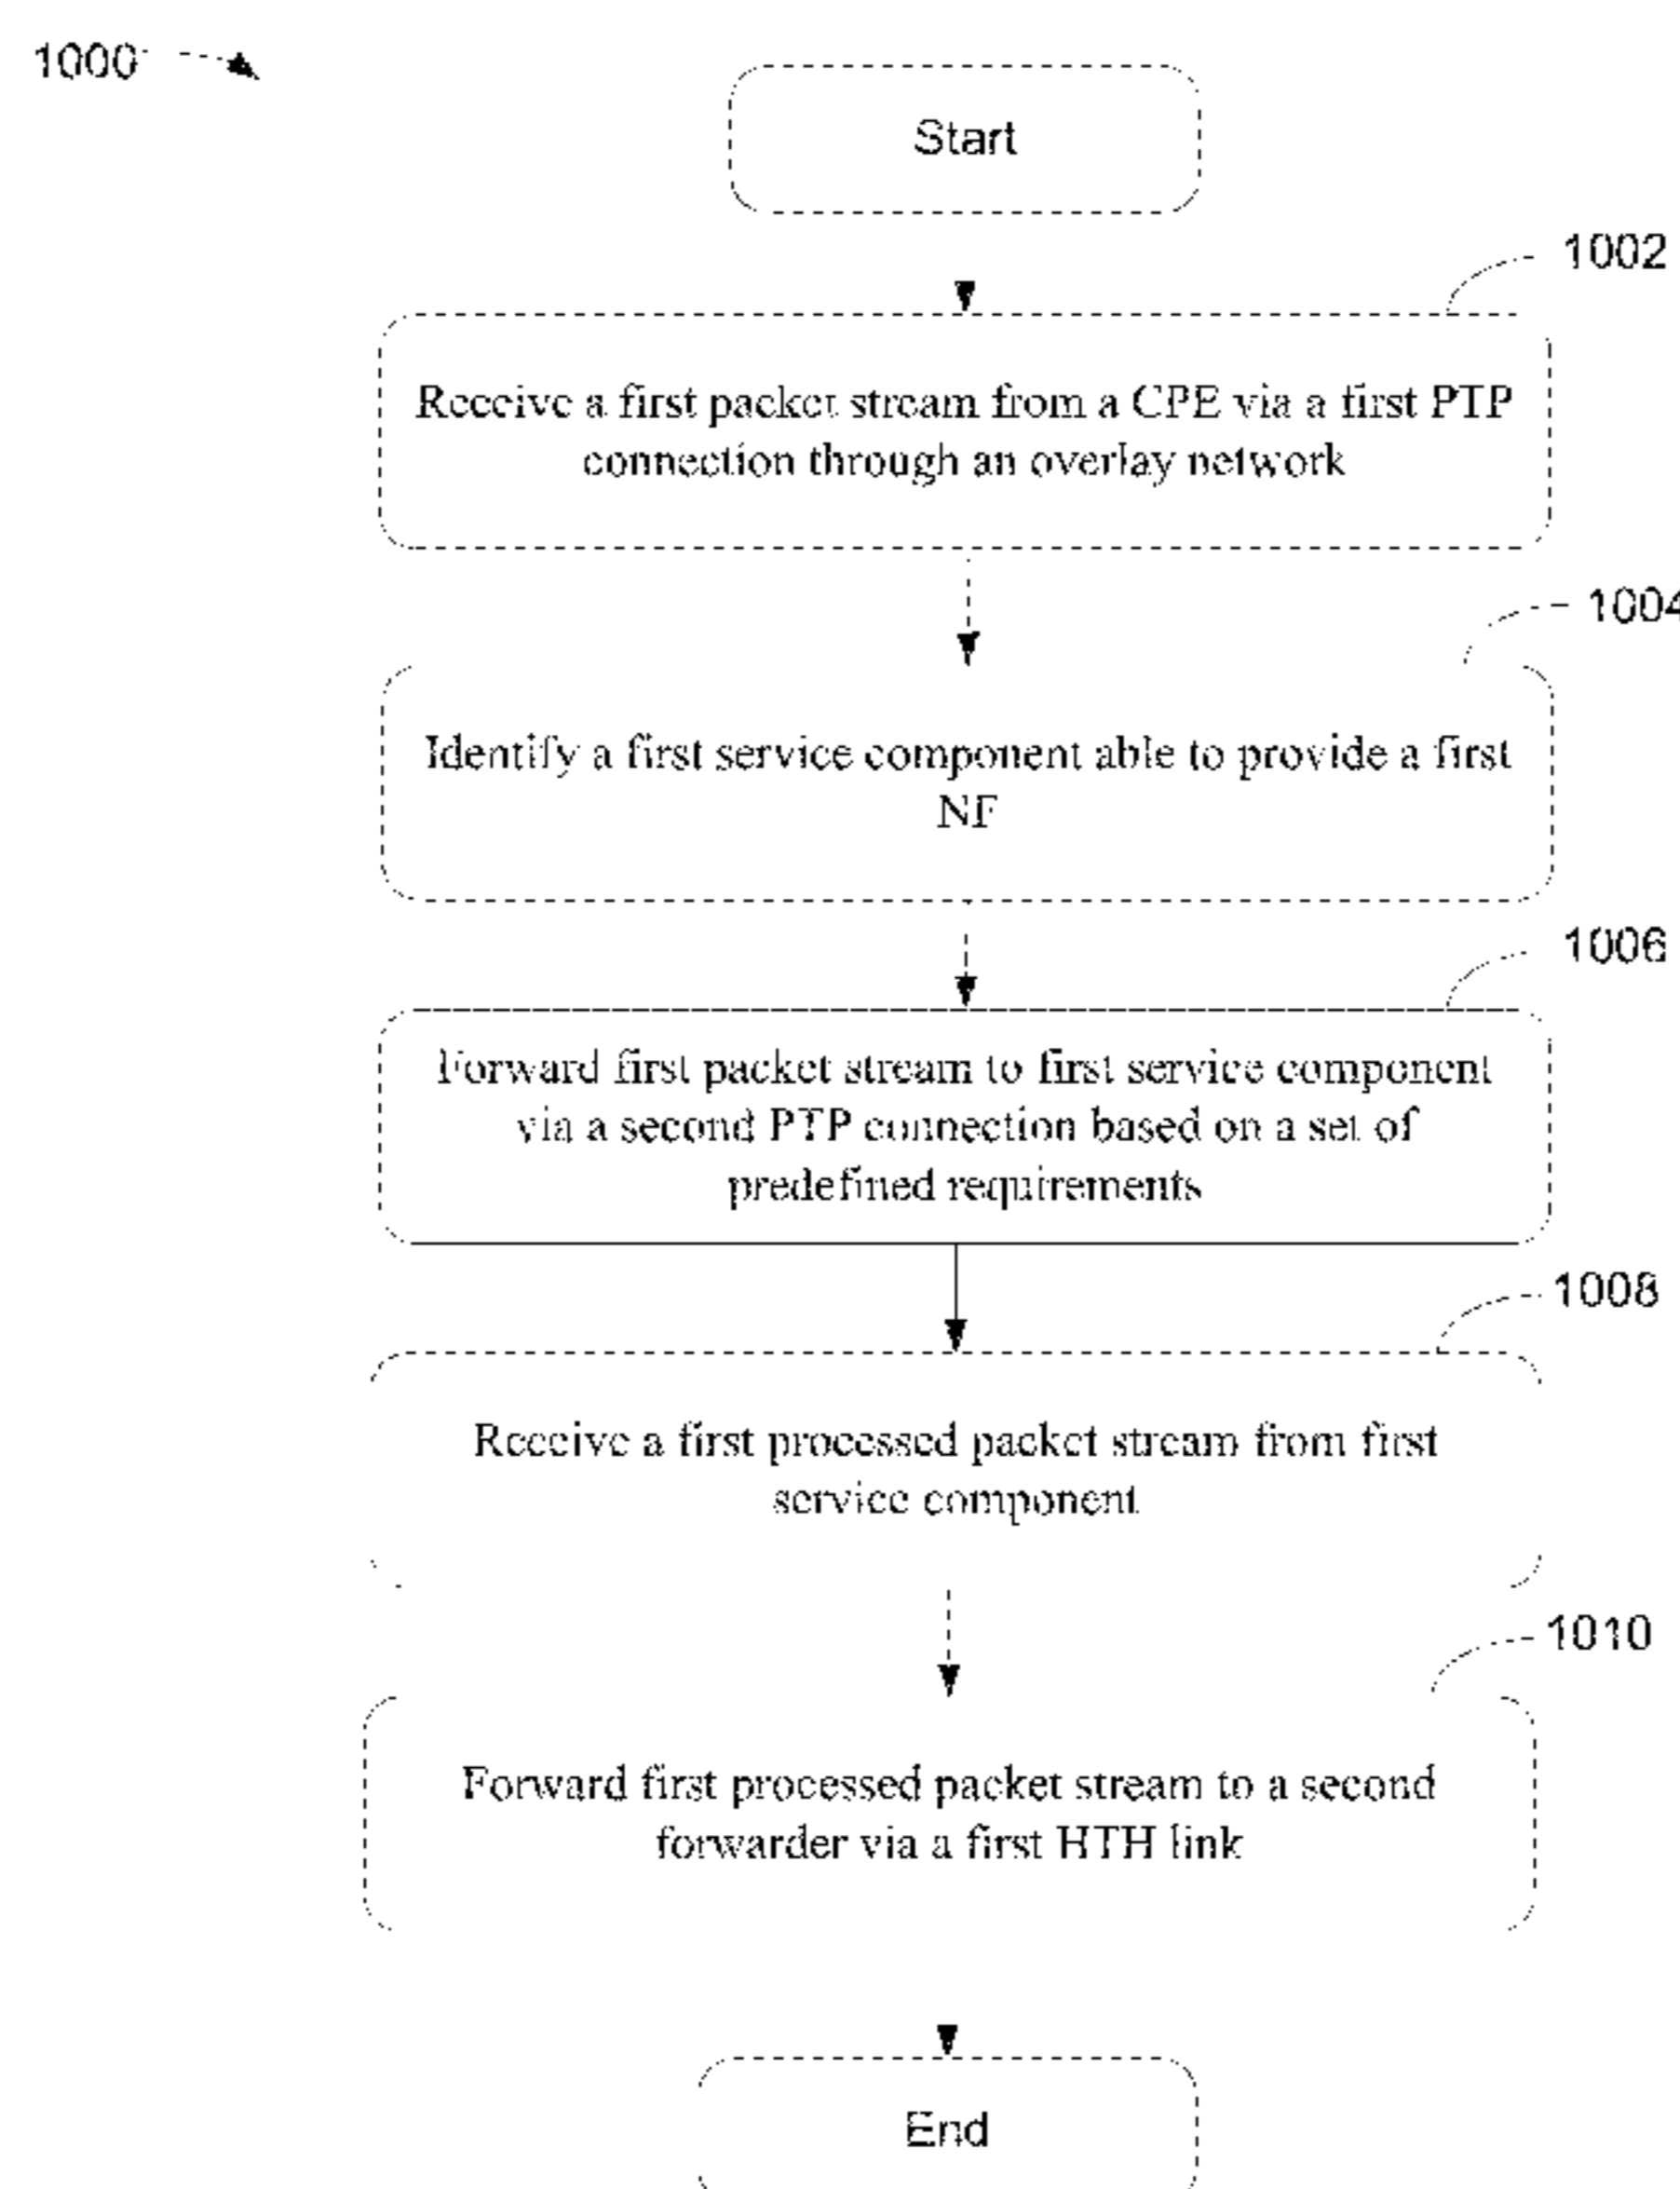 1000
Start
1002
Receive a first packet stream from a CPE via a first PTP
connection through an overlay network
1004
Identify a first service component able to provide a first
NF
1006
Forward first packet stream to first service component
via a second PTP connection based on a set of
predefined requirements
1008
Receive a first processed packet stream from first
service component
1010
Forward first processed packet stream to a second
forwarder via a first HTH link
End